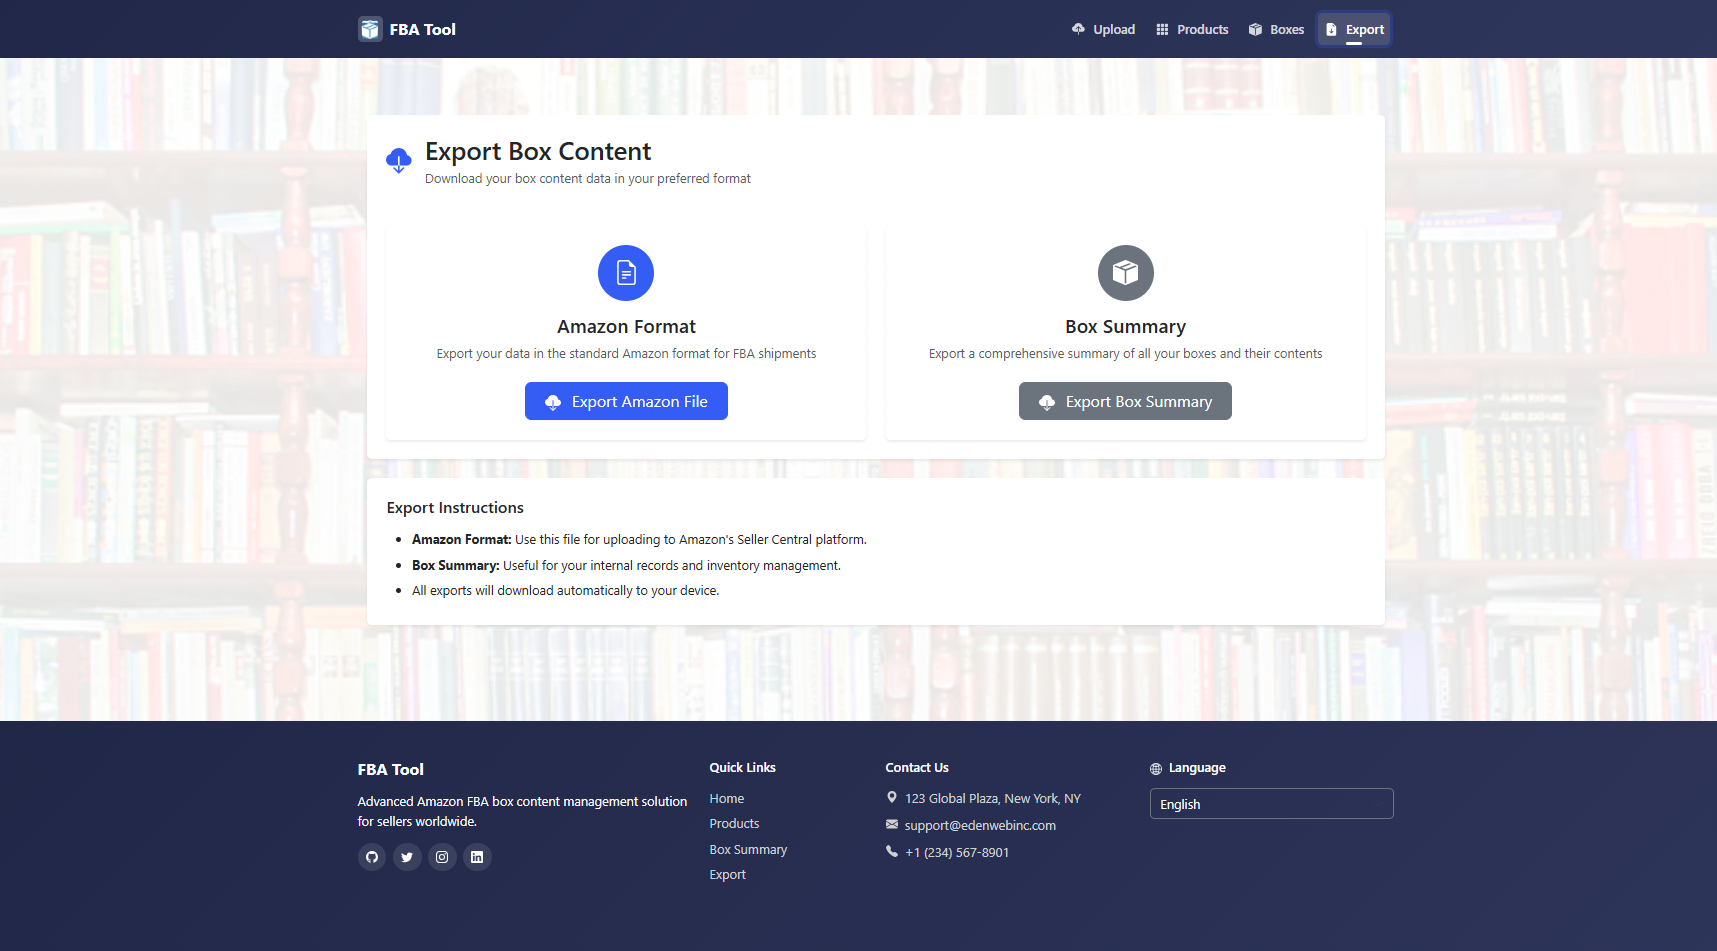 FBA Tool
Upload
Products
Boxes
Export
Export Box Content
Download your box content data in your preferred format
Amazon Format
Export your data in the standard Amazon format for FBA shipments
Export Amazon File
Box Summary
Export a comprehensive summary of all your boxes and their contents
Export Box Summary
Export Instructions
Amazon Format: Use this file for uploading to Amazon's Seller Central platform.
Box Summary: Useful for your internal records and inventory management.
All exports will download automatically to your device.
FBA Tool
Advanced Amazon FBA box content management solution
for sellers worldwide.
Quick Links
Home
Products
Box Summary
Export
Contact Us
123 Global Plaza, New York, NY
support@edenwebinc.com
+1 (234) 567-8901
Language
English